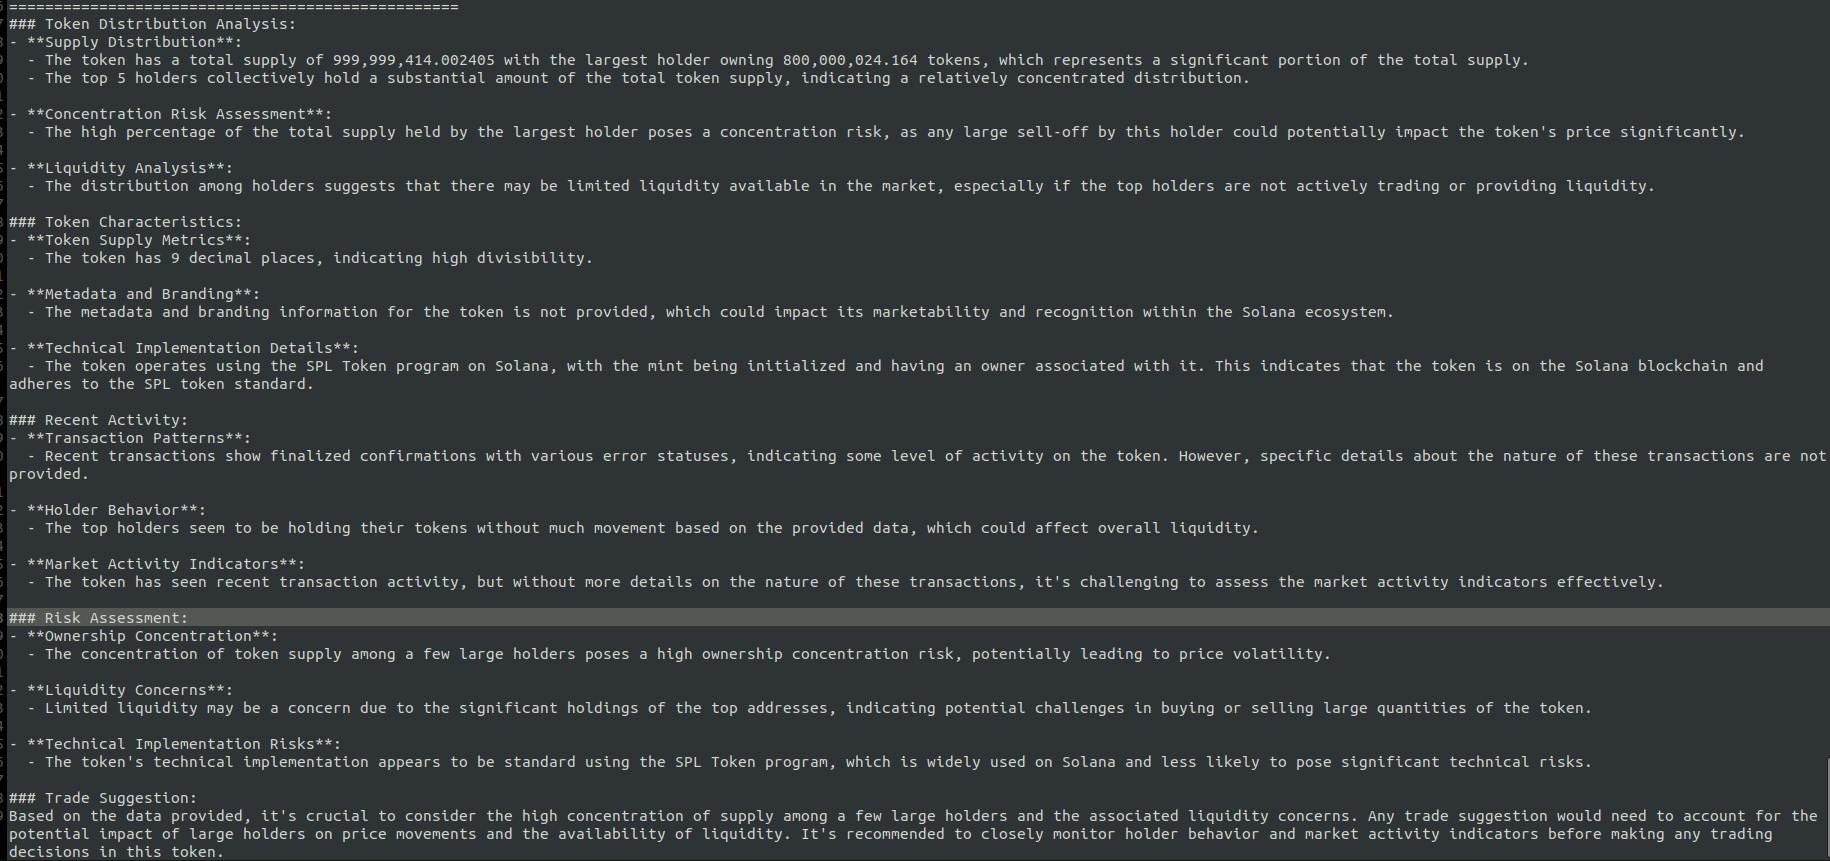 ==================================================
### Token Distribution Analysis:
- **Supply Distribution**:
  - The token has a total supply of 999,999,414.002405 with the largest holder owning 800,000,024.164 tokens, which represents a significant portion of the total supply.
  - The top 5 holders collectively hold a substantial amount of the total token supply, indicating a relatively concentrated distribution.
- **Concentration Risk Assessment**:
  - The high percentage of the total supply held by the largest holder poses a concentration risk, as any large sell-off by this holder could potentially impact the token's price significantly.
- **Liquidity Analysis**:
  - The distribution among holders suggests that there may be limited liquidity available in the market, especially if the top holders are not actively trading or providing liquidity.
### Token Characteristics:
- **Token Supply Metrics**:
  - The token has 9 decimal places, indicating high divisibility.
- **Metadata and Branding**:
  - The metadata and branding information for the token is not provided, which could impact its marketability and recognition within the Solana ecosystem.
- **Technical Implementation Details**:
  - The token operates using the SPL Token program on Solana, with the mint being initialized and having an owner associated with it. This indicates that the token is on the Solana blockchain and
adheres to the SPL token standard.
### Recent Activity:
- **Transaction Patterns**:
  - Recent transactions show finalized confirmations with various error statuses, indicating some level of activity on the token. However, specific details about the nature of these transactions are not
provided.
- **Holder Behavior**:
  - The top holders seem to be holding their tokens without much movement based on the provided data, which could affect overall liquidity.
- **Market Activity Indicators**:
  - The token has seen recent transaction activity, but without more details on the nature of these transactions, it's challenging to assess the market activity indicators effectively.
### Risk Assessment:
- **Ownership Concentration**:
  - The concentration of token supply among a few large holders poses a high ownership concentration risk, potentially leading to price volatility.
- **Liquidity Concerns**:
  - Limited liquidity may be a concern due to the significant holdings of the top addresses, indicating potential challenges in buying or selling large quantities of the token.
- **Technical Implementation Risks**:
  - The token's technical implementation appears to be standard using the SPL Token program, which is widely used on Solana and less likely to pose significant technical risks.
### Trade Suggestion:
Based on the data provided, it's crucial to consider the high concentration of supply among a few large holders and the associated liquidity concerns. Any trade suggestion would need to account for the
potential impact of large holders on price movements and the availability of liquidity. It's recommended to closely monitor holder behavior and market activity indicators before making any trading
decisions in this token.